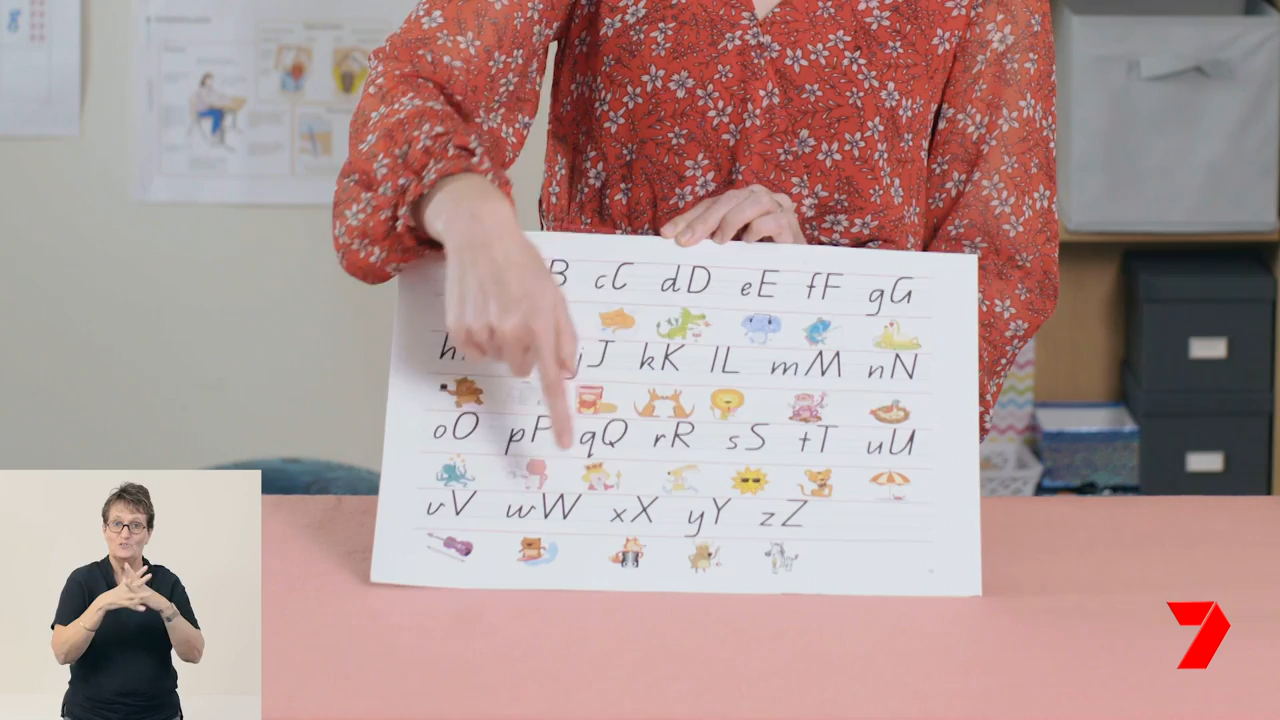 B cC dD eE fF gG
h jJ kK lL mM nN
oO pP qQ rR sS tT uU
vV wW xX yY zZ
7